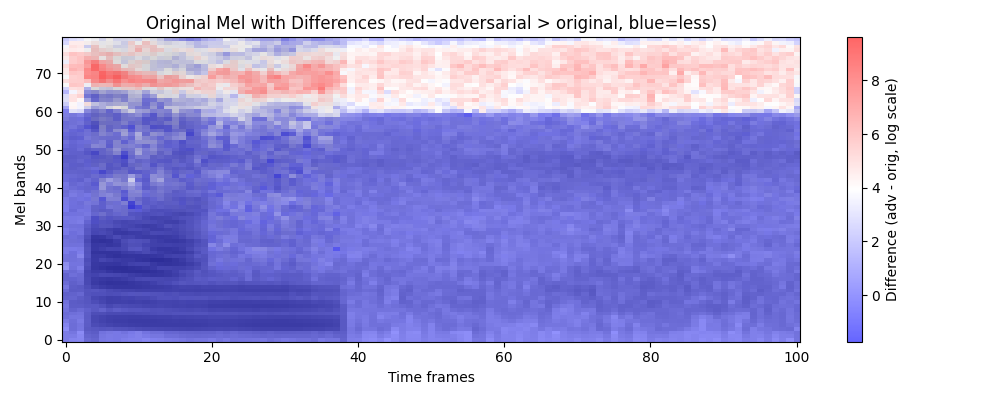 Original Mel with Differences (red=adversarial > original, blue=less)
Mel bands
70
60
50
40
30
20
10
0
0 20 40 60 80 100
Time frames
8
6
4
2
0
Difference (adv - orig, log scale)